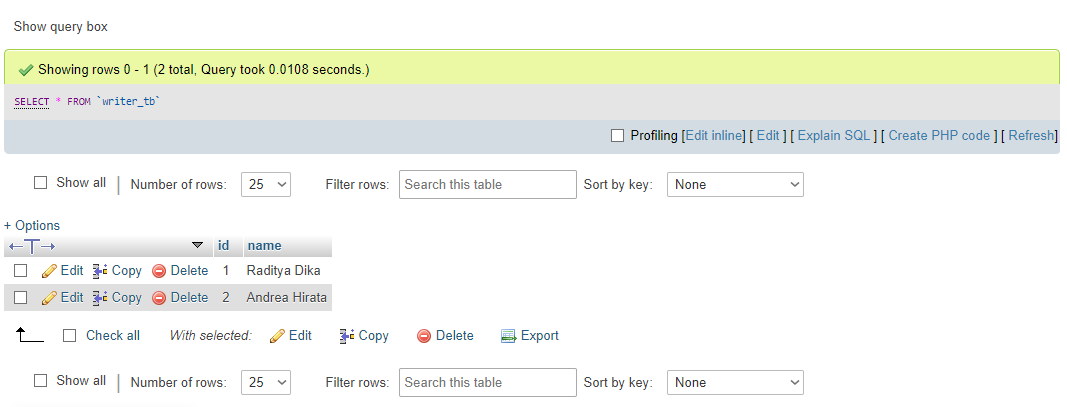 Show query box
Showing rows 0 - 1 (2 total, Query took 0.0108 seconds.)
SELECT * FROM `writer_tb`
Profiling [Edit inline] [ Edit ] [ Explain SQL ] [ Create PHP code ] [ Refresh]
Show all | Number of rows: 25 Filter rows: Search this table Sort by key: None
+ Options
←T→ id name
Edit Copy Delete 1 Raditya Dika
Edit Copy Delete 2 Andrea Hirata
Check all With selected: Edit Copy Delete Export
Show all | Number of rows: 25 Filter rows: Search this table Sort by key: None